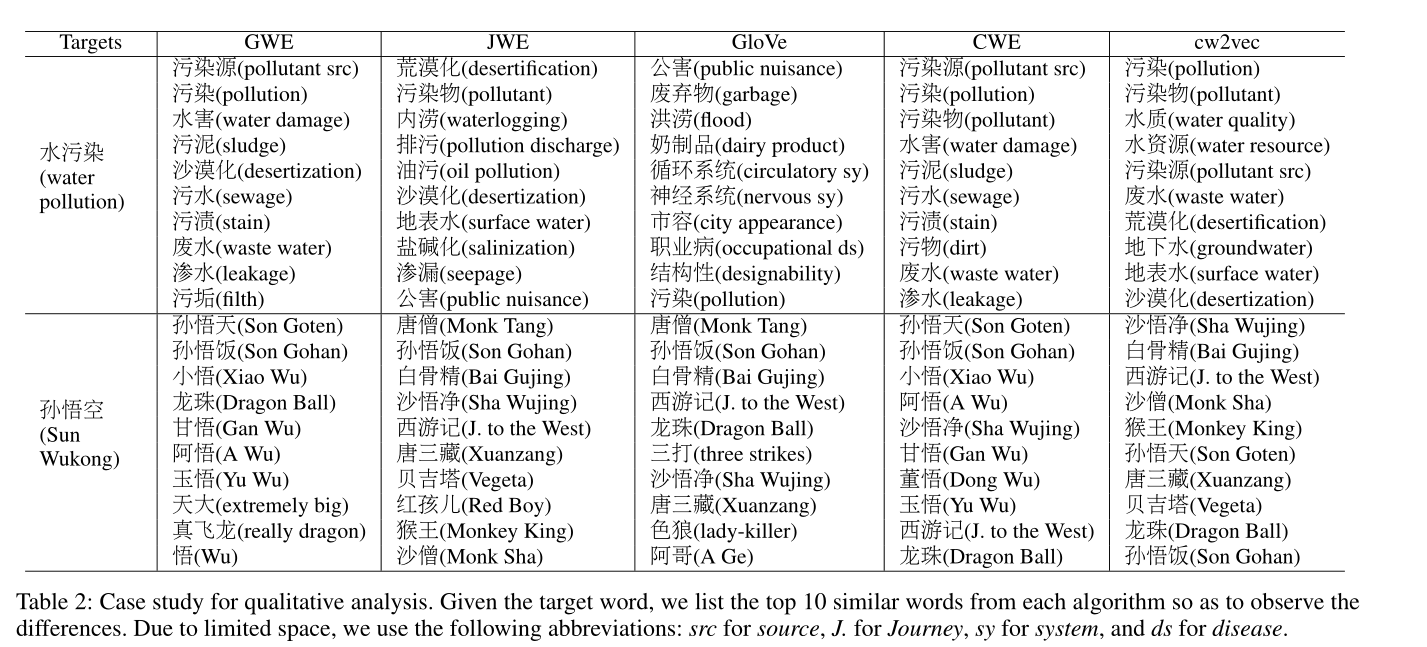 Targets GWE JWE GloVe CWE cw2vec
污染源(pollutant src) 荒漠化(desertification) 公害(public nuisance) 污染源(pollutant src) 污染(pollution)
污染(pollution) 污染物(pollutant) 废弃物(garbage) 污染(pollution) 污染物(pollutant)
水害(water damage) 内涝(waterlogging) 洪涝(flood) 污染物(pollutant) 水质(water quality)
水污染 污泥(sludge) 排污(pollution discharge) 奶制品(dairy product) 水害(water damage) 水资源(water resource)
(water 沙漠化(desertization) 油污(oil pollution) 循环系统(circulatory sy) 污泥(sludge) 污染源(pollutant src)
pollution) 污水(sewage) 沙漠化(desertization) 神经系统(nervous sy) 污水(sewage) 废水(waste water)
污渍(stain) 地表水(surface water) 市容(city appearance) 污渍(stain) 荒漠化(desertification)
废水(waste water) 盐碱化(salinization) 职业病(occupational ds) 污物(dirt) 地下水(groundwater)
渗水(leakage) 渗漏(seepage) 结构性(designability) 废水(waste water) 地表水(surface water)
污垢(filth) 公害(public nuisance) 污染(pollution) 渗水(leakage) 沙漠化(desertization)
孙悟天(Son Goten) 唐僧(Monk Tang) 唐僧(Monk Tang) 孙悟天(Son Goten) 沙悟净(Sha Wujing)
孙悟饭(Son Gohan) 孙悟饭(Son Gohan) 孙悟饭(Son Gohan) 孙悟饭(Son Gohan) 白骨精(Bai Gujing)
小悟(Xiao Wu) 白骨精(Bai Gujing) 白骨精(Bai Gujing) 小悟(Xiao Wu) 西游记(J. to the West)
龙珠(Dragon Ball) 沙悟净(Sha Wujing) 西游记(J. to the West) 阿悟(A Wu) 沙僧(Monk Sha)
孙悟空 甘悟(Gan Wu) 西游记(J. to the West) 龙珠(Dragon Ball) 沙悟净(Sha Wujing) 猴王(Monkey King)
(Sun 阿悟(A Wu) 唐三藏(Xuanzang) 三打(three strikes) 甘悟(Gan Wu) 孙悟天(Son Goten)
Wukong) 玉悟(Yu Wu) 贝吉塔(Vegeta) 沙悟净(Sha Wujing) 董悟(Dong Wu) 唐三藏(Xuanzang)
天大(extremely big) 红孩儿(Red Boy) 唐三藏(Xuanzang) 玉悟(Yu Wu) 贝吉塔(Vegeta)
真飞龙(really dragon) 猴王(Monkey King) 色狼(lady-killer) 西游记(J. to the West) 龙珠(Dragon Ball)
悟(Wu) 沙僧(Monk Sha) 阿哥(A Ge) 龙珠(Dragon Ball) 孙悟饭(Son Gohan)
Table 2: Case study for qualitative analysis. Given the target word, we list the top 10 similar words from each algorithm so as to observe the
differences. Due to limited space, we use the following abbreviations: src for source, J. for Journey, sy for system, and ds for disease.